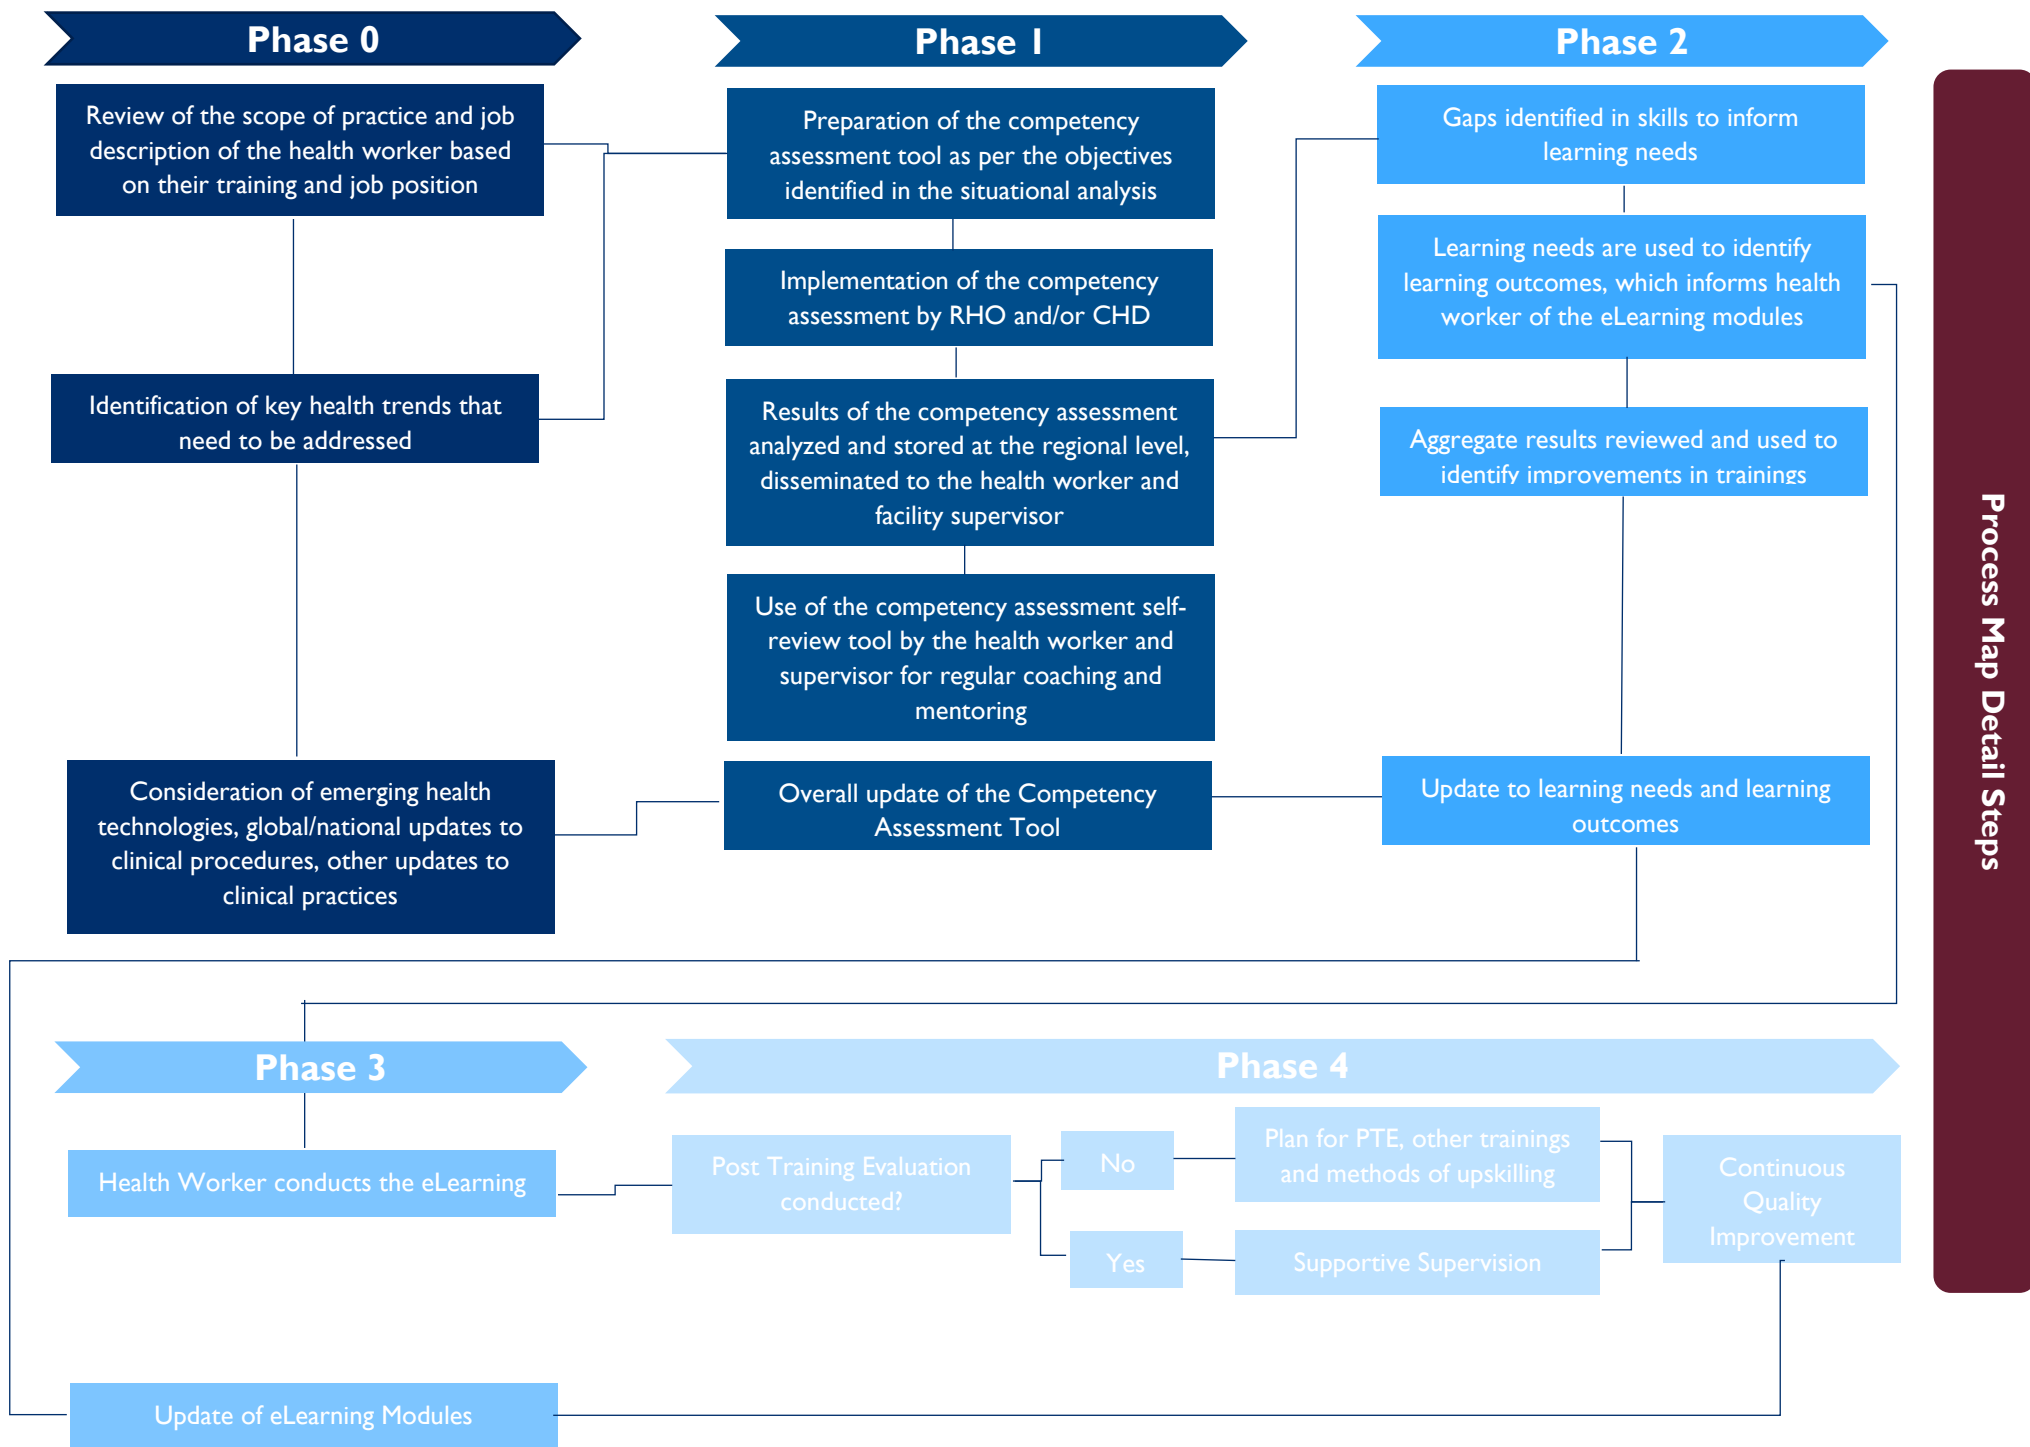 Phase 0
Review of the scope of practice and job
description of the health worker based
on their training and job position
Identification of key health trends that
need to be addressed
Consideration of emerging health
technologies, global/national updates to
clinical procedures, other updates to
clinical practices
Phase 1
Preparation of the competency
assessment tool as per the objectives
identified in the situational analysis
Implementation of the competency
assessment by RHO and/or CHD
Results of the competency assessment
analyzed and stored at the regional level,
disseminated to the health worker and
facility supervisor
Use of the competency assessment self-
review tool by the health worker and
supervisor for regular coaching and
mentoring
Overall update of the Competency
Assessment Tool
Phase 2
Gaps identified in skills to inform
learning needs
Learning needs are used to identify
learning outcomes, which informs health
worker of the eLearning modules
Aggregate results reviewed and used to
identify improvements in trainings
Update to learning needs and learning
outcomes
Process Map Detail Steps
Phase 3
Health Worker conducts the eLearning
Update of eLearning Modules
Phase 4
Post Training Evaluation
conducted?
No
Yes
Plan for PTE, other trainings
and methods of upskilling
Supportive Supervision
Continuous
Quality
Improvement